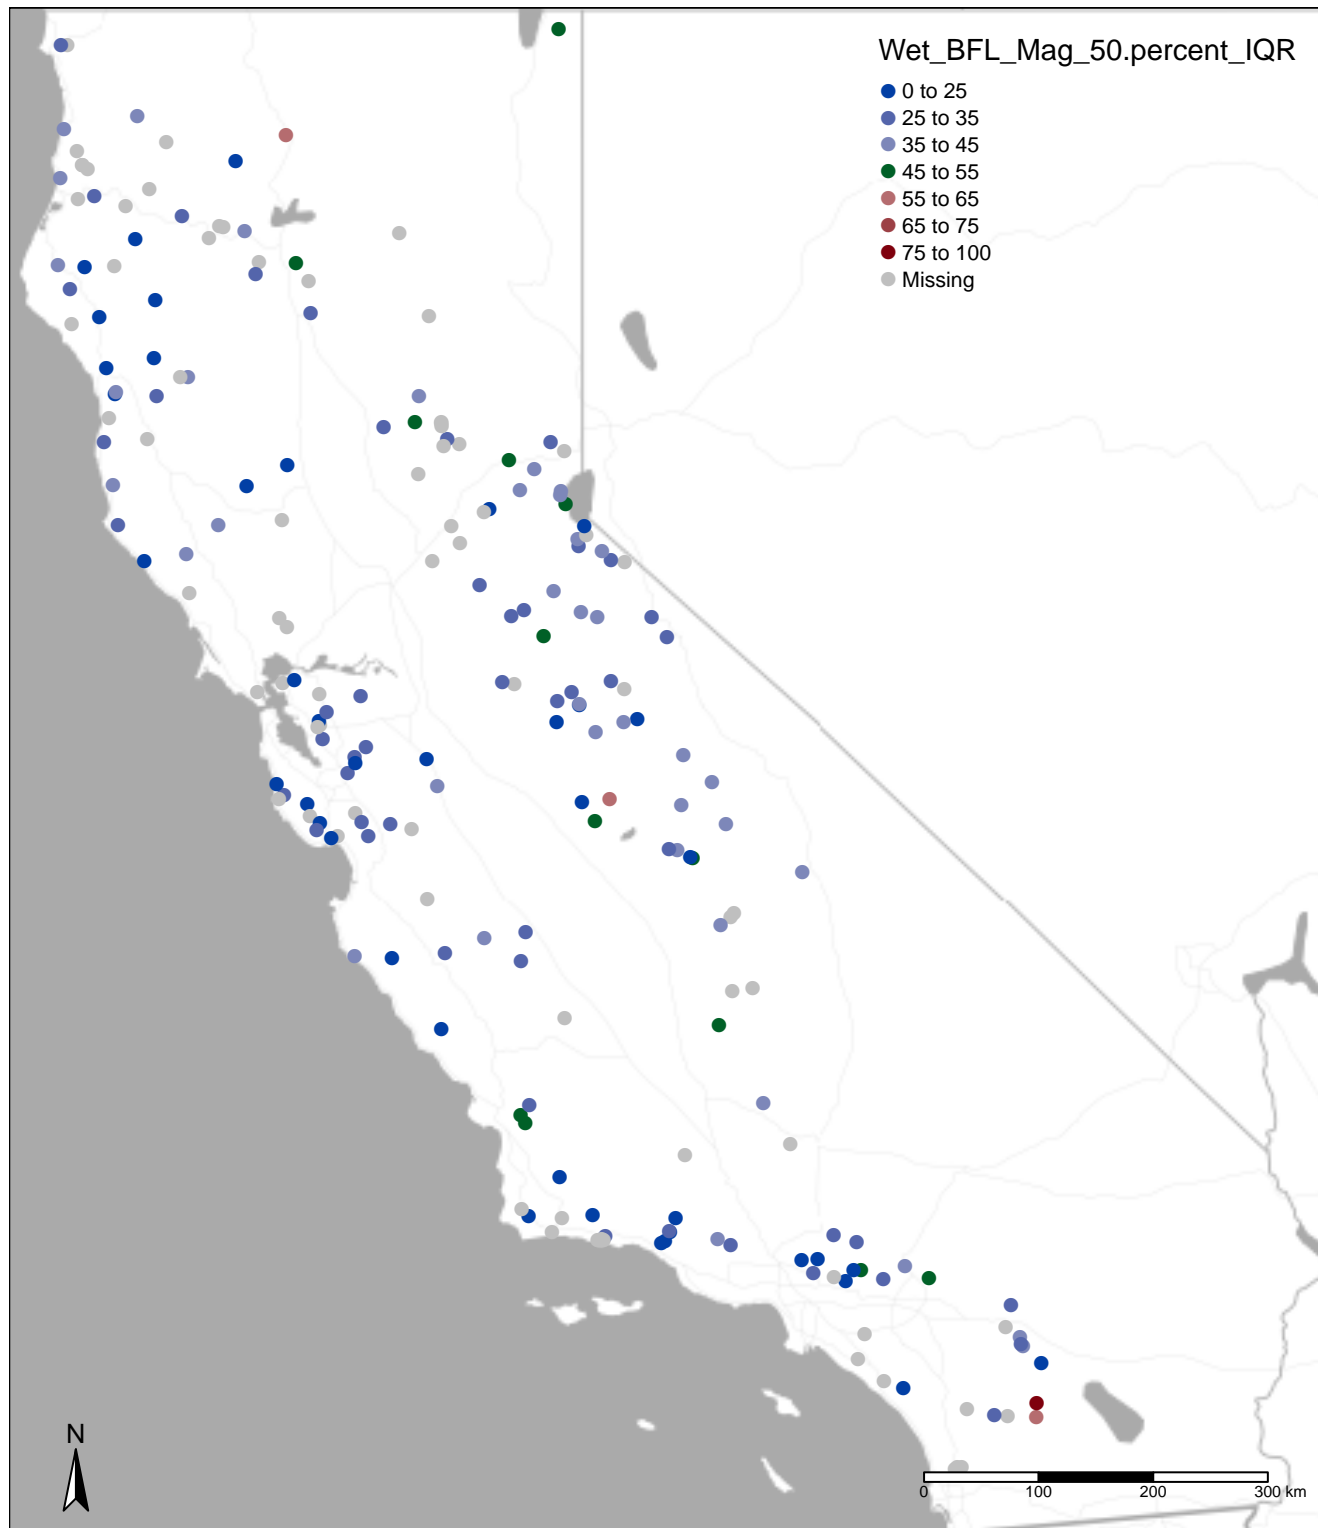 Wet_BFL_Mag_50.percent_IQR
0 to 25
25 to 35
35 to 45
45 to 55
55 to 65
65 to 75
75 to 100
Missing
N
0 100 200 300 km